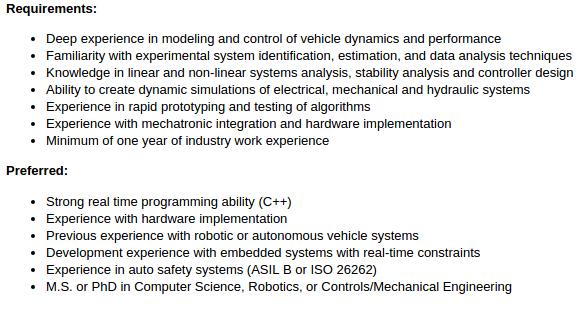 Requirements:
• Deep experience in modeling and control of vehicle dynamics and performance
• Familiarity with experimental system identification, estimation, and data analysis techniques
• Knowledge in linear and non-linear systems analysis, stability analysis and controller design
• Ability to create dynamic simulations of electrical, mechanical and hydraulic systems
• Experience in rapid prototyping and testing of algorithms
• Experience with mechatronic integration and hardware implementation
• Minimum of one year of industry work experience
Preferred:
• Strong real time programming ability (C++)
• Experience with hardware implementation
• Previous experience with robotic or autonomous vehicle systems
• Development experience with embedded systems with real-time constraints
• Experience in auto safety systems (ASIL B or ISO 26262)
• M.S. or PhD in Computer Science, Robotics, or Controls/Mechanical Engineering